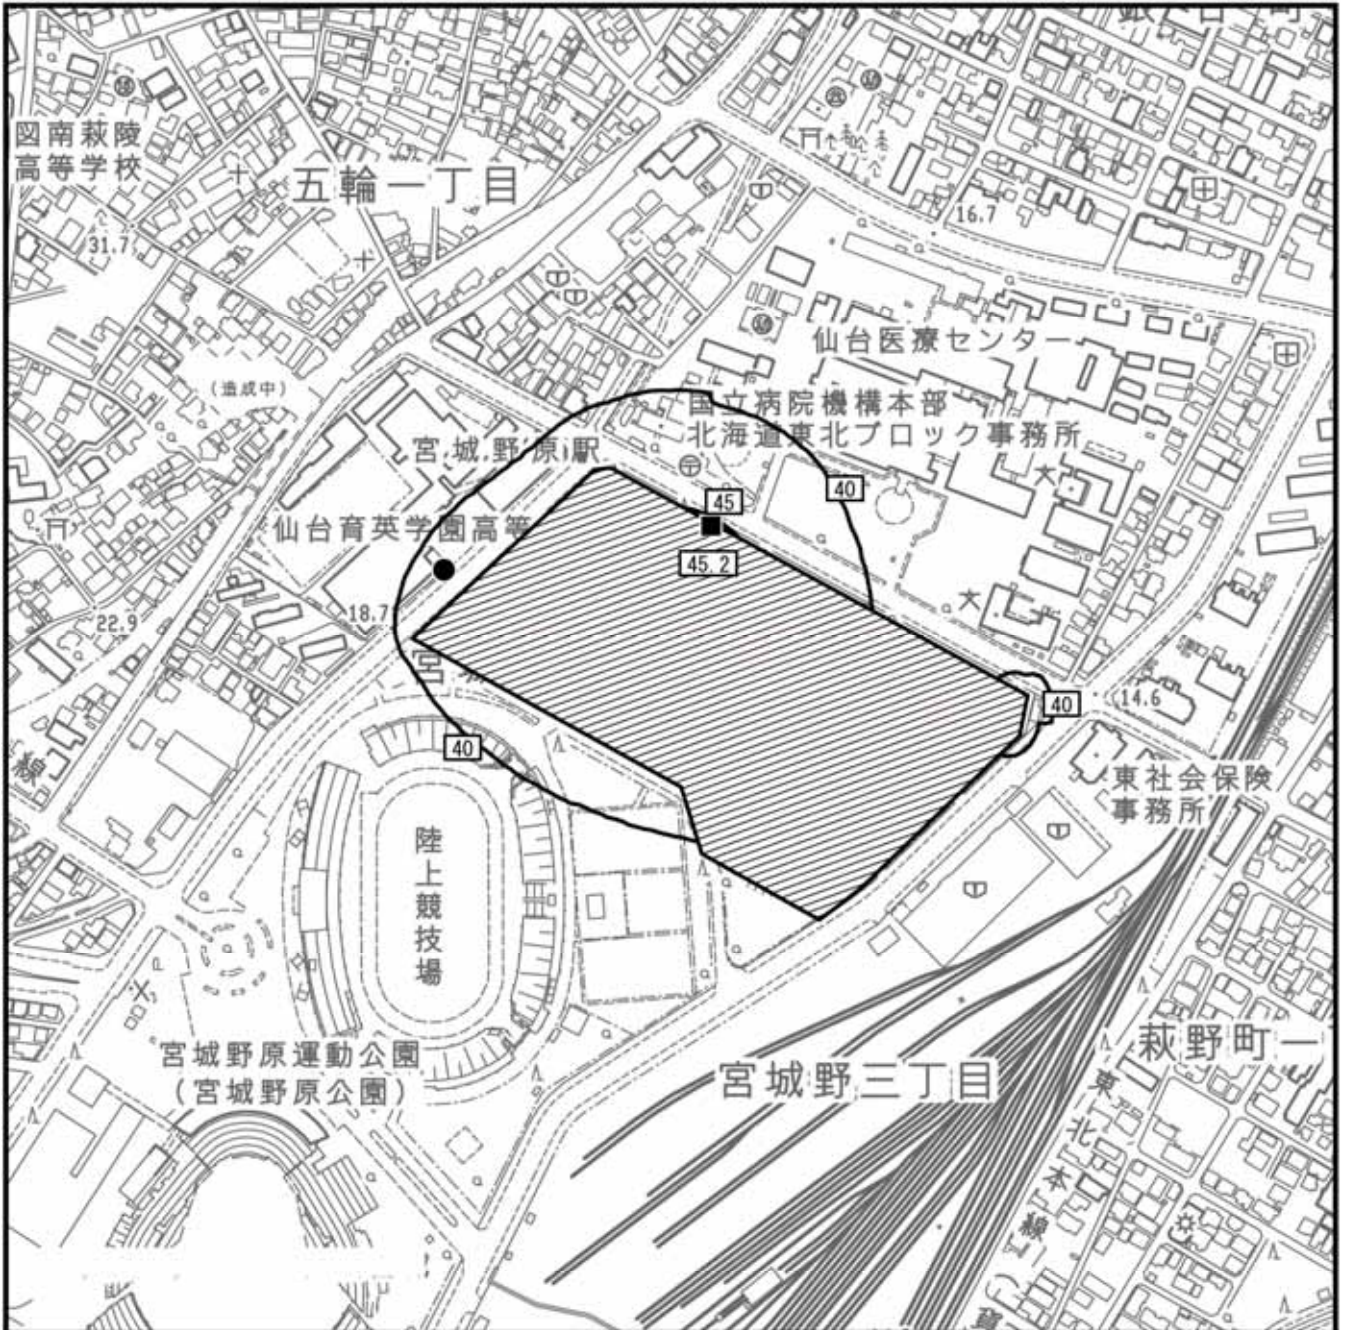 図南萩陵
高等学校
五輪一丁目
31.7
16.7
仙台医療センター
(造成中)
国立病院機構本部
北海道東北ブロック事務所
宮城野原駅
40
45
仙台育英学園高等
45.2
18.7
22.9
宮
14.6
40
40
線
東社会保険
事務所
陸上競技場
宮城野原運動公園
(宮城野原公園)
宮城野三丁目
萩野町一
東北本線